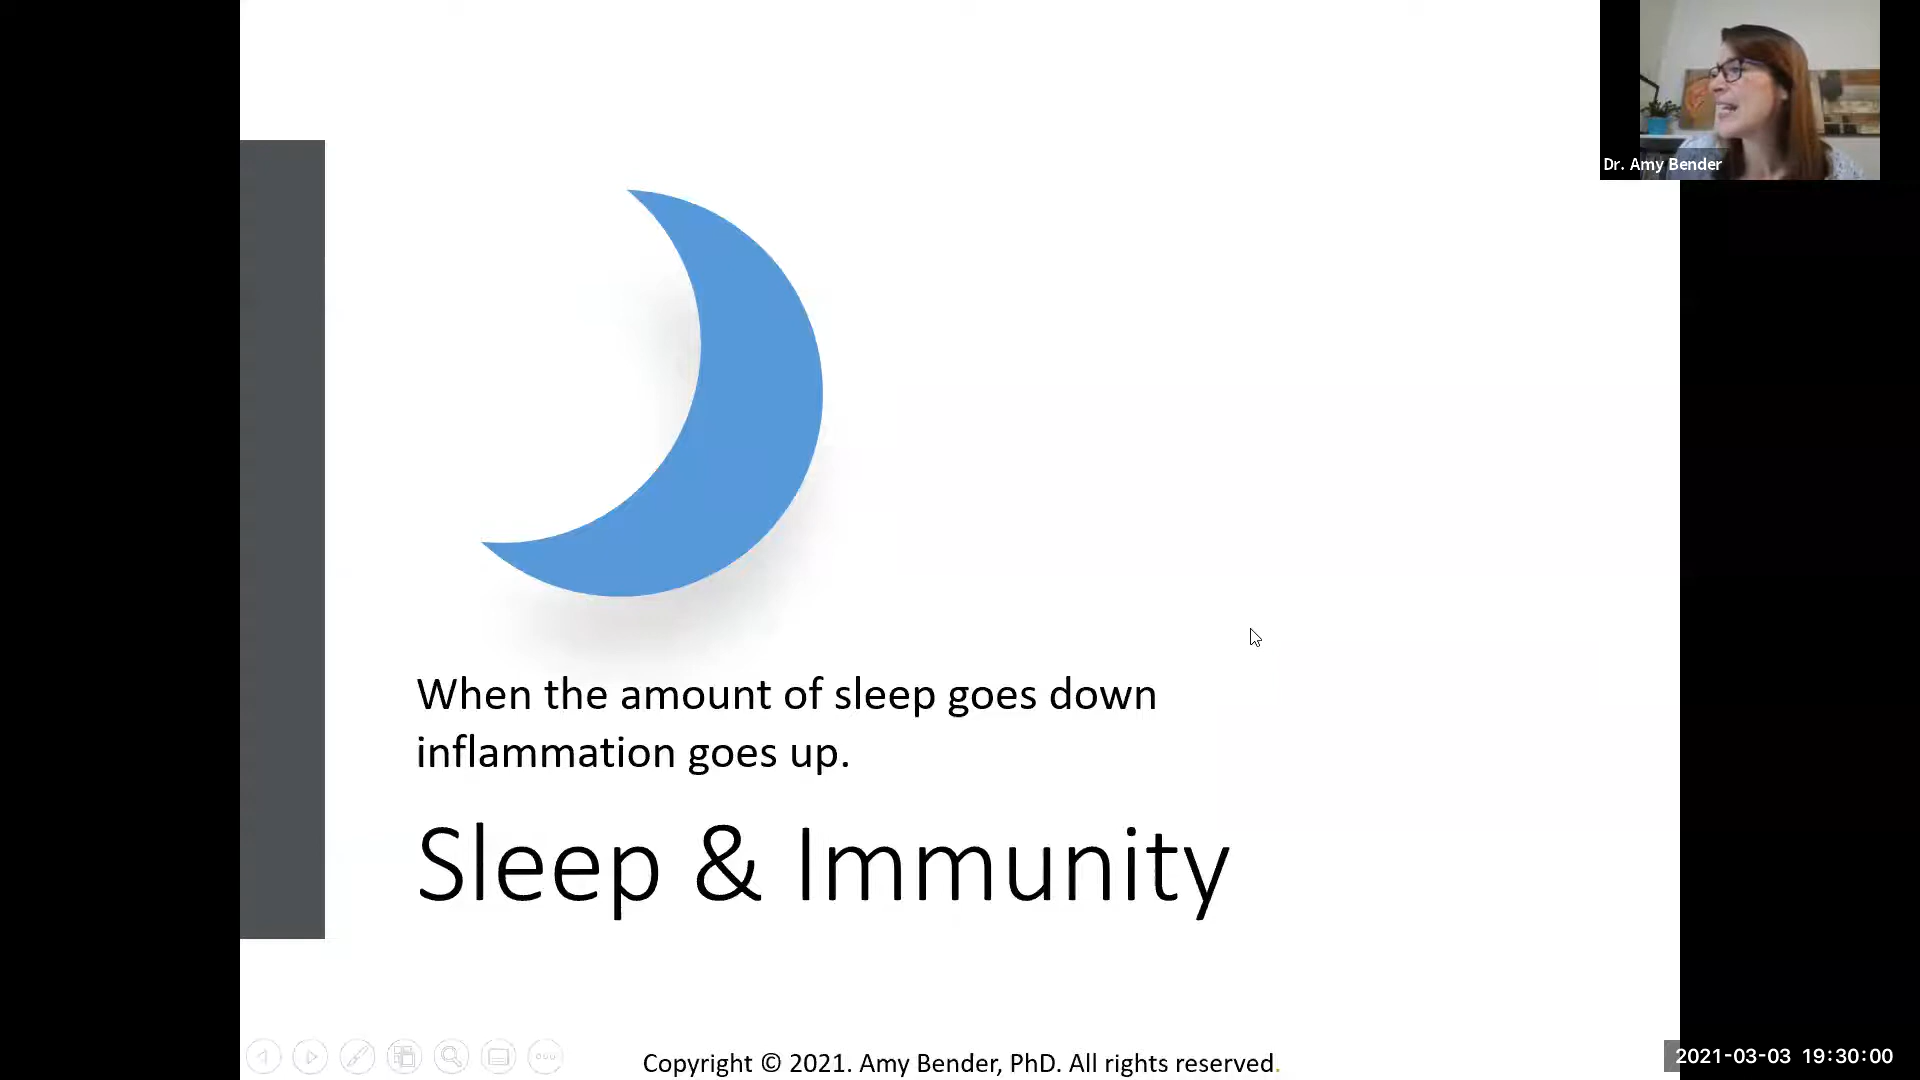 Dr. Amy Bender
When the amount of sleep goes down
inflammation goes up.
Sleep & Immunity
Copyright © 2021. Amy Bender, PhD. All rights reserved.
2021-03-03 19:30:00